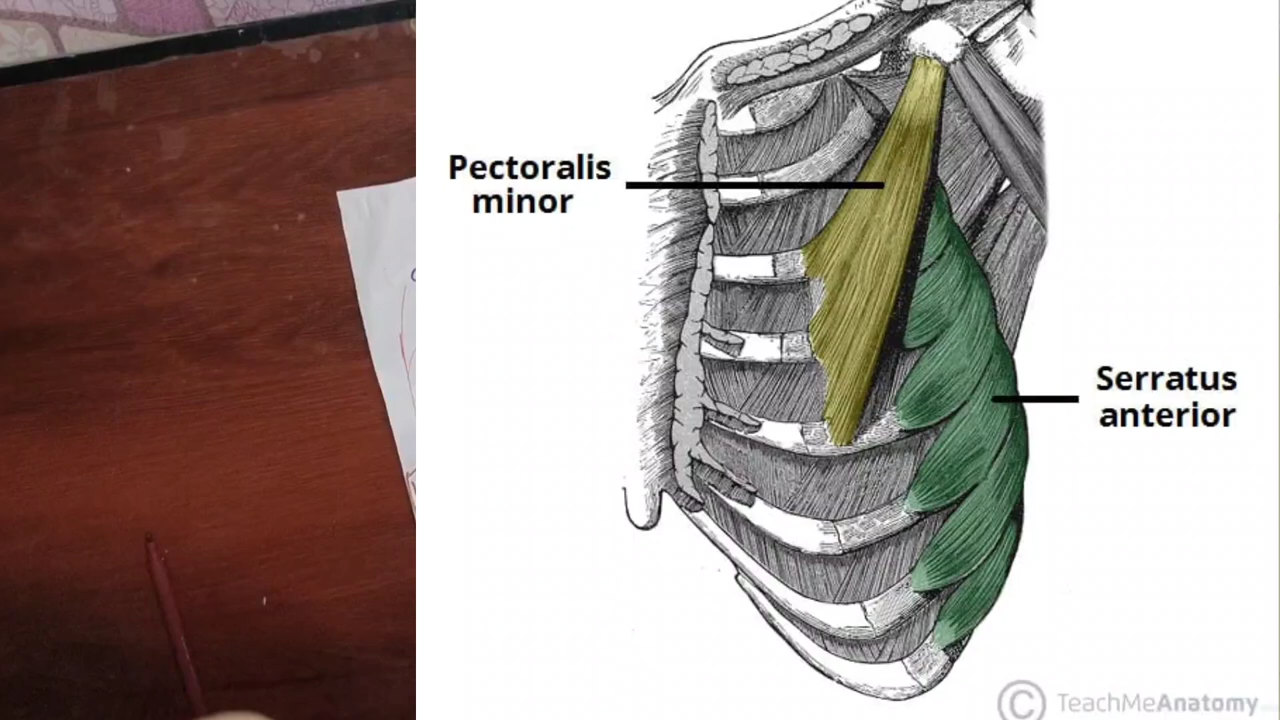 Pectoralis
minor
Serratus
anterior
© TeachMeAnatomy